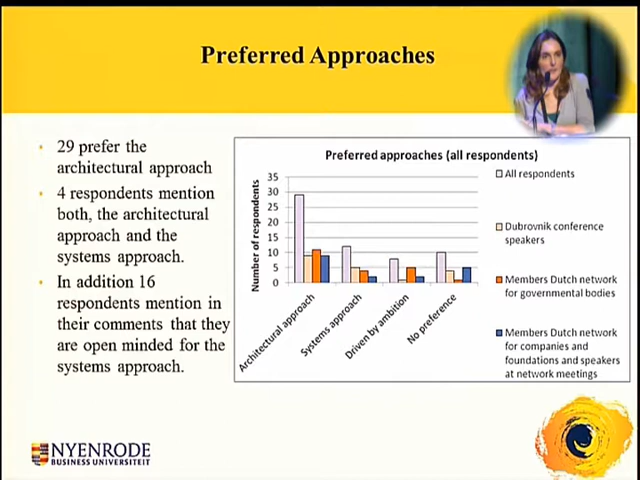 Preferred Approaches
29 prefer the
architectural approach
4 respondents mention
both, the architectural
approach and the
systems approach.
In addition 16
respondents mention in
their comments that they
are open minded for the
systems approach.
Preferred approaches (all respondents)
Number of respondents
35
30
25
20
15
10
5
0
Architectural approach
Systems approach
Driven by ambition
No preference
All respondents
Dubrovnik conference
speakers
Members Dutch network
for governmental bodies
Members Dutch network
for companies and
foundations and speakers
at network meetings
NYENRODE
BUSINESS UNIVERSITEIT